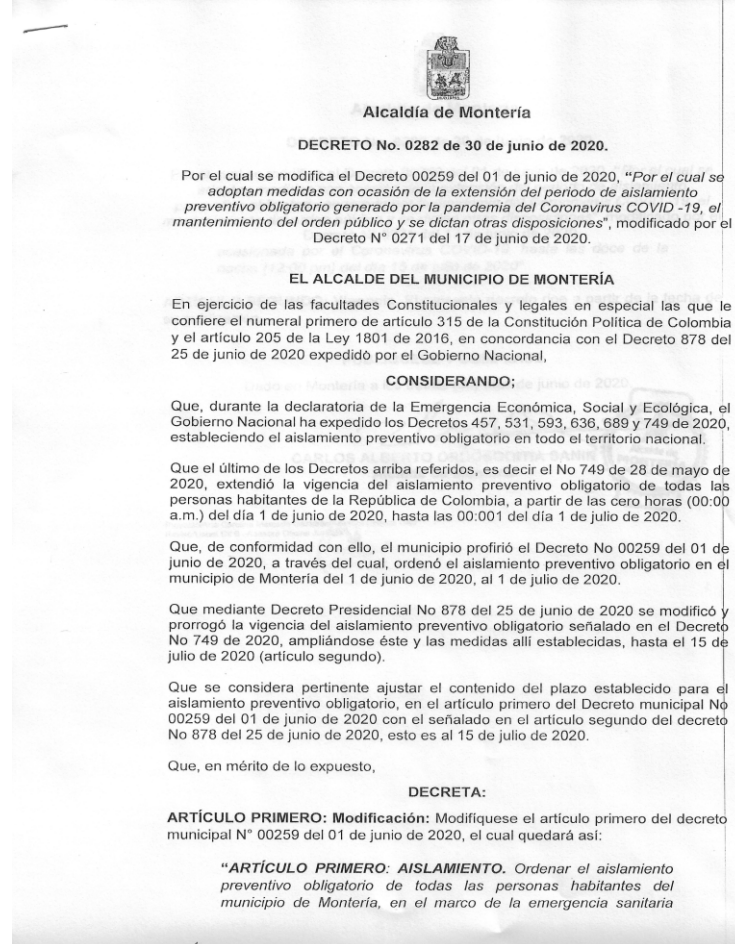 Alcaldía de Montería
DECRETO No. 0282 de 30 de junio de 2020.
Por el cual se modifica el Decreto 00259 del 01 de junio de 2020, “Por el cual se
adoptan medidas con ocasión de la extensión del periodo de aislamiento
preventivo obligatorio generado por la pandemia del Coronavirus COVID -19, el
mantenimiento del orden público y se dictan otras disposiciones”, modificado por el
Decreto N° 0271 del 17 de junio de 2020.
EL ALCALDE DEL MUNICIPIO DE MONTERÍA
En ejercicio de las facultades Constitucionales y legales en especial las que le
confiere el numeral primero de artículo 315 de la Constitución Política de Colombia
y el artículo 205 de la Ley 1801 de 2016, en concordancia con el Decreto 878 del
25 de junio de 2020 expedidò por el Gobierno Nacional,
CONSIDERANDO;
Que, durante la declaratoria de la Emergencia Económica, Social y Ecológica, el
Gobierno Nacional ha expedido los Decretos 457, 531, 593, 636, 689 y 749 de 2020,
estableciendo el aislamiento preventivo obligatorio en todo el territorio nacional.
Que el último de los Decretos arriba referidos, es decir el No 749 de 28 de mayo de
2020, extendió la vigencia del aislamiento preventivo obligatorio de todas las
personas habitantes de la República de Colombia, a partir de las cero horas (00:00
a.m.) del día 1 de junio de 2020, hasta las 00:001 del día 1 de julio de 2020.
Que, de conformidad con ello, el municipio profirió el Decreto No 00259 del 01 de
junio de 2020, a través del cual, ordenó el aislamiento preventivo obligatorio en el
municipio de Montería del 1 de junio de 2020, al 1 de julio de 2020.
Que mediante Decreto Presidencial No 878 del 25 de junio de 2020 se modificó y
prorrogó la vigencia del aislamiento preventivo obligatorio señalado en el Decreto
No 749 de 2020, ampliándose éste y las medidas allí establecidas, hasta el 15 de
julio de 2020 (artículo segundo).
Que se considera pertinente ajustar el contenido del plazo establecido para el
aislamiento preventivo obligatorio, en el artículo primero del Decreto municipal No
00259 del 01 de junio de 2020 con el señalado en el artículo segundo del decreto
No 878 del 25 de junio de 2020, esto es al 15 de julio de 2020.
Que, en mérito de lo expuesto,
DECRETA:
ARTÍCULO PRIMERO: Modificación: Modifíquese el artículo primero del decreto
municipal N° 00259 del 01 de junio de 2020, el cual quedará así:
“ARTÍCULO PRIMERO: AISLAMIENTO. Ordenar el aislamiento
preventivo obligatorio de todas las personas habitantes del
municipio de Montería, en el marco de la emergencia sanitaria